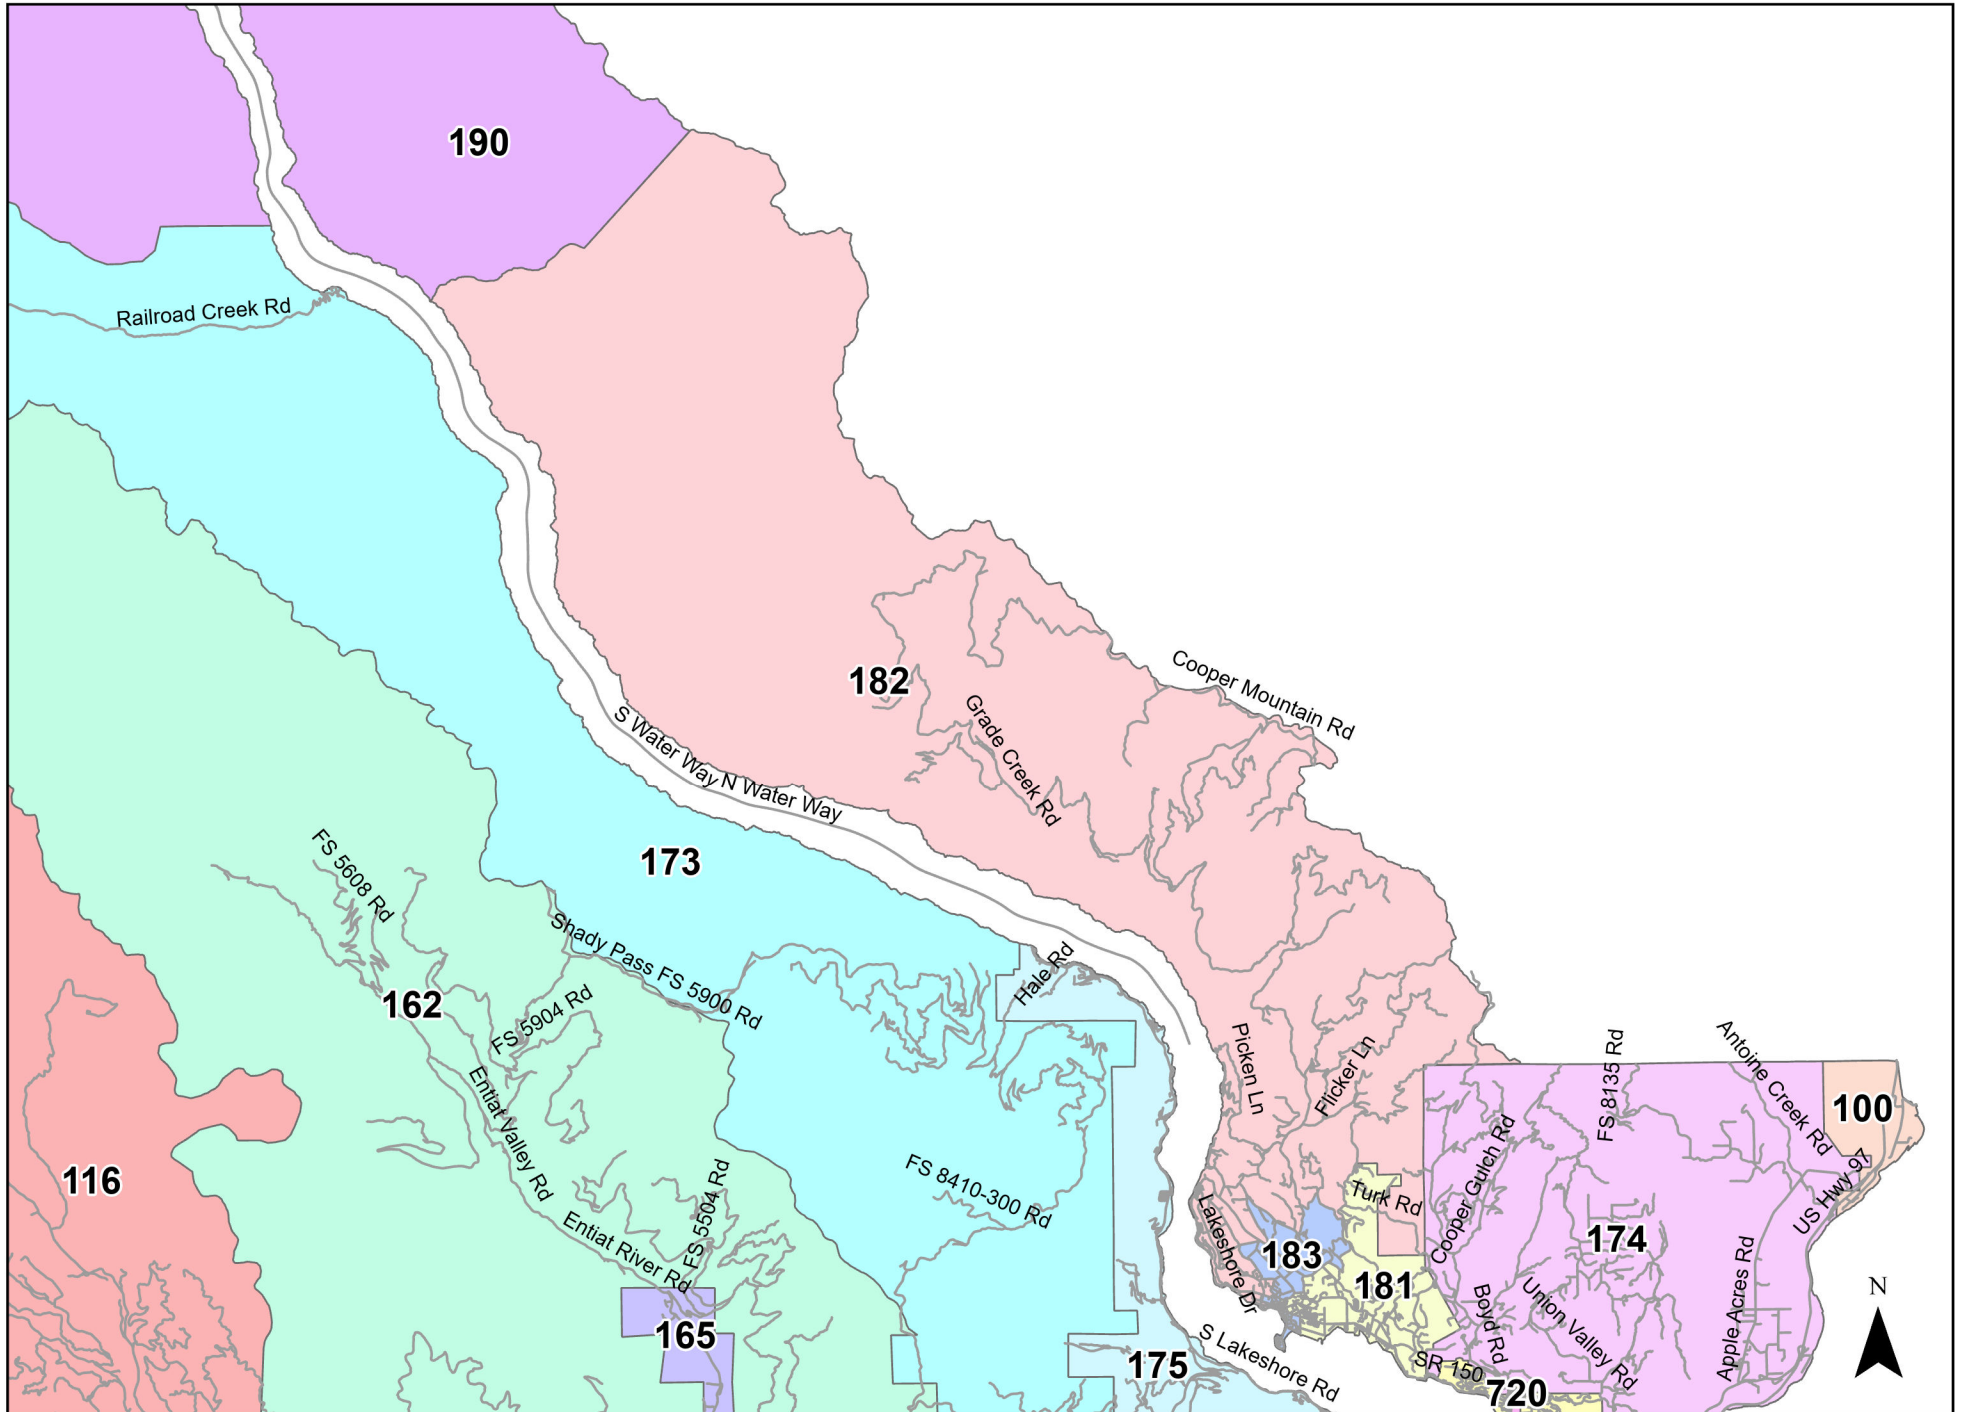 190
Railroad Creek Rd
182
Cooper Mountain Rd
Grade Creek Rd
S Water Way
N Water Way
173
FS 5608 Rd
Shady Pass FS 5900 Rd
Hale Rd
162
FS 5904 Rd
Picken Ln
Flicker Ln
FS 8135 Rd
Antoine Creek Rd
100
Entiat Valley Rd
116
FS 8410-300 Rd
FS 5504 Rd
Entiat River Rd
Turk Rd
Cooper Gulch Rd
US Hwy 97
Lakeshore Dr
183
181
174
Boyd Rd
Union Valley Rd
Apple Acres Rd
N
165
175
S Lakeshore Rd
SR 150
720